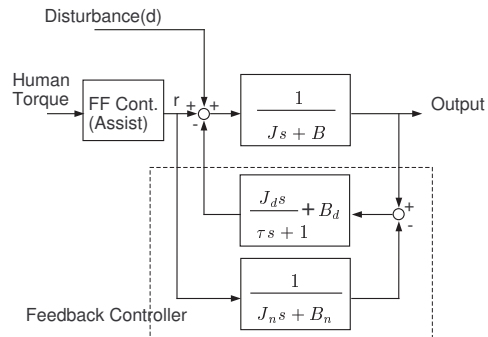 Disturbance(d)
Human
Torque
FF Cont.
(Assist)
r
+
+
-
1
Js + B
Output
J_d s
τs + 1
+ B_d
+
-
1
J_n s + B_n
Feedback Controller